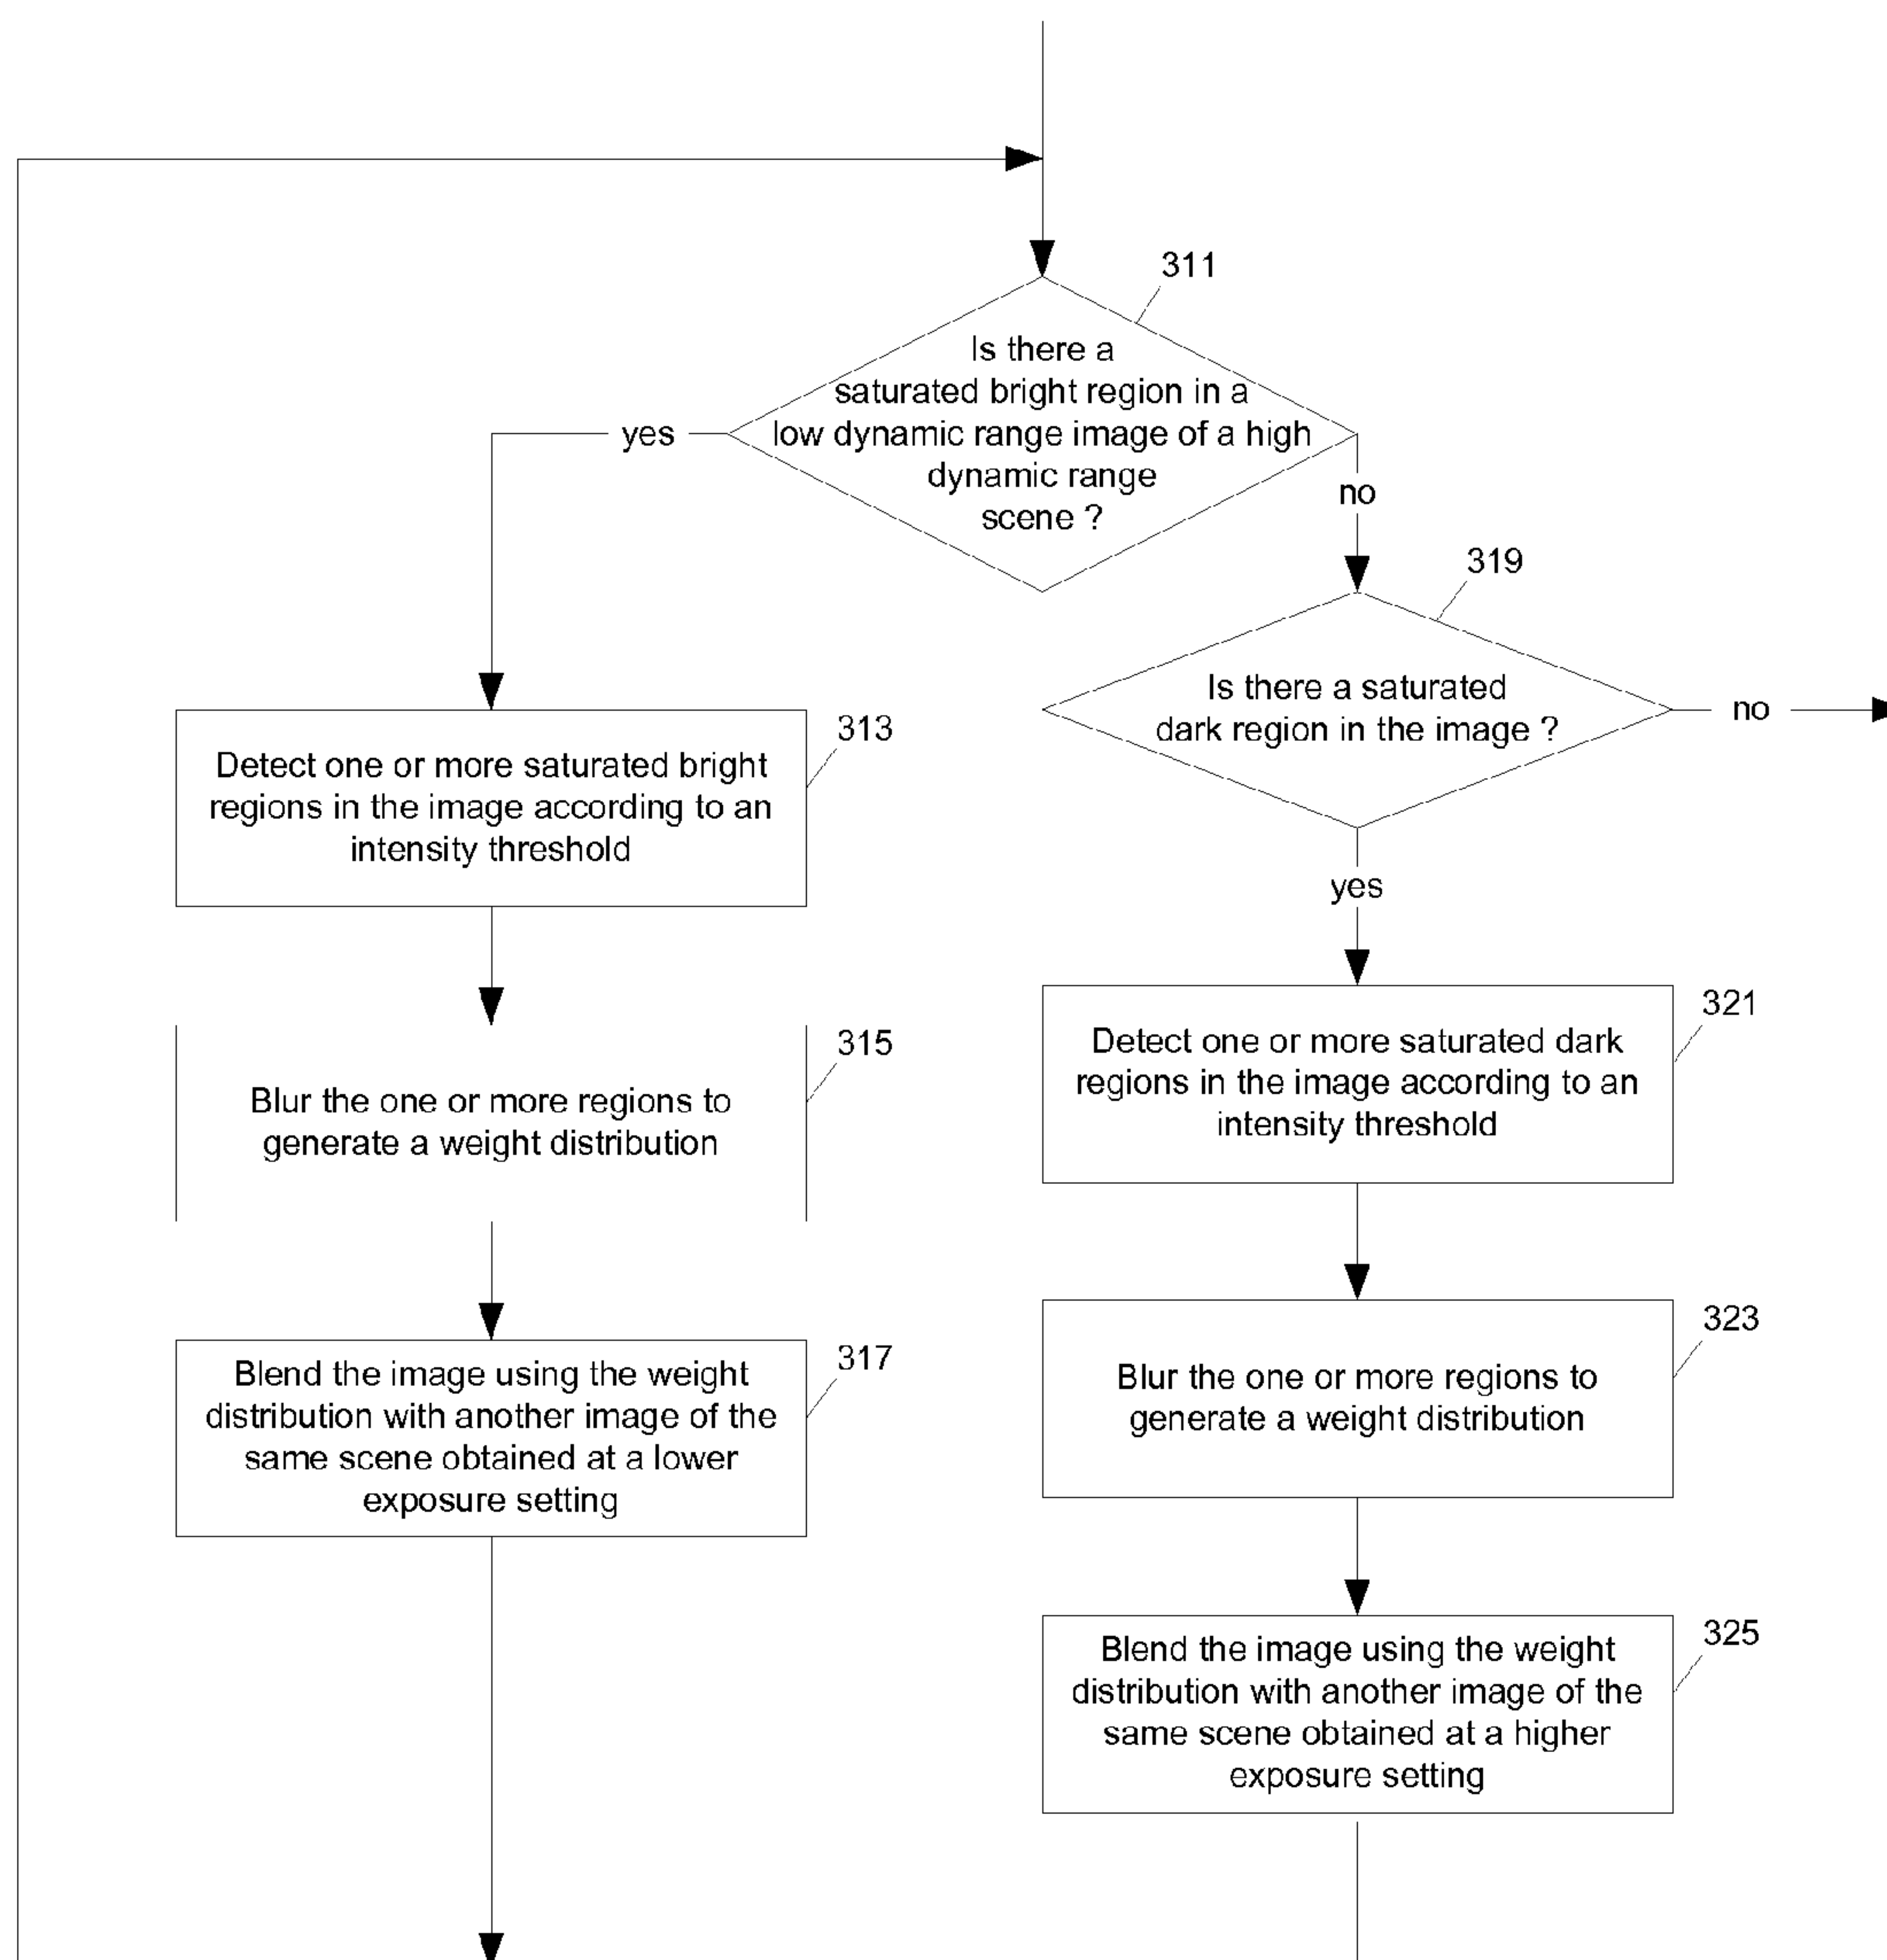 311
Is there a
saturated bright region in a
low dynamic range image of a high
dynamic range
scene ?
yes
no
319
Is there a saturated
dark region in the image ?
no
yes
313
Detect one or more saturated bright
regions in the image according to an
intensity threshold
315
Blur the one or more regions to
generate a weight distribution
317
Blend the image using the weight
distribution with another image of the
same scene obtained at a lower
exposure setting
321
Detect one or more saturated dark
regions in the image according to an
intensity threshold
323
Blur the one or more regions to
generate a weight distribution
325
Blend the image using the weight
distribution with another image of the
same scene obtained at a higher
exposure setting